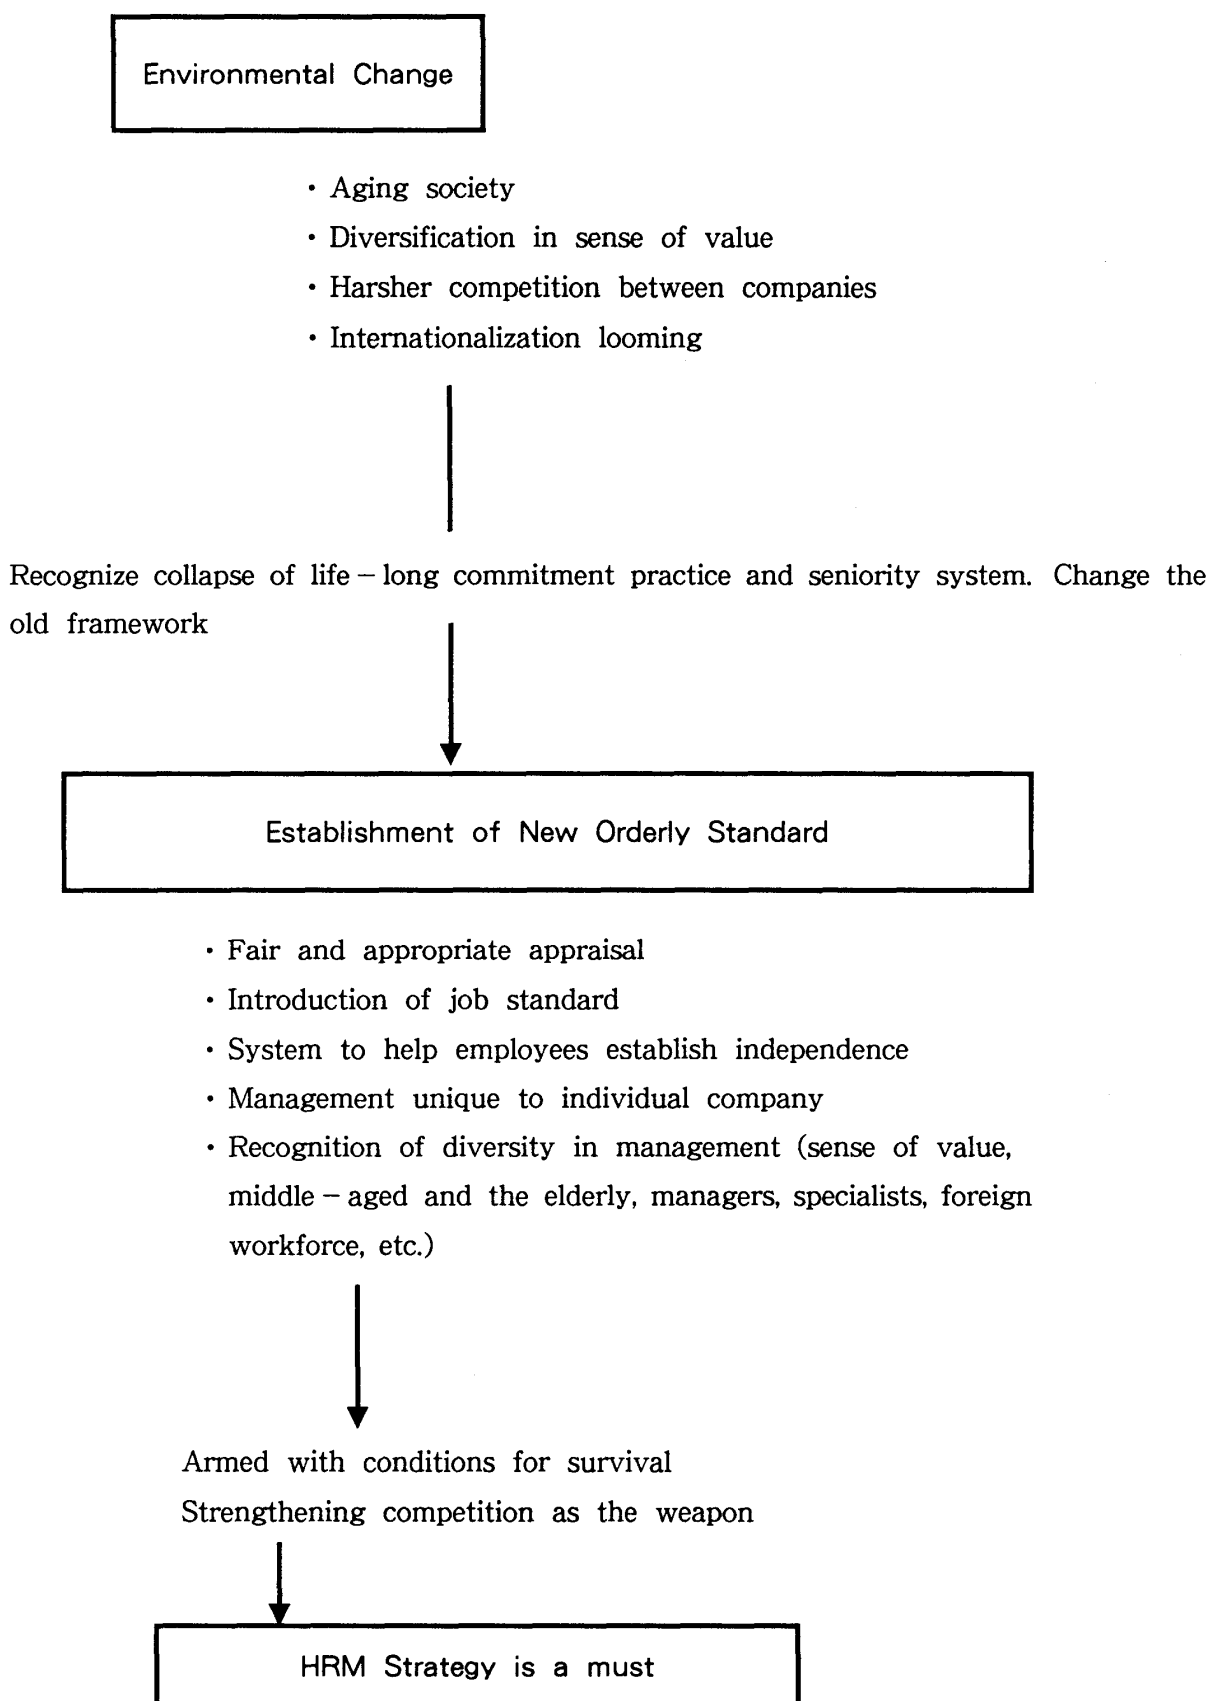 Environmental Change
・Aging society
・Diversification in sense of value
・Harsher competition between companies
・Internationalization looming
Recognize collapse of life－long commitment practice and seniority system. Change the
old framework
Establishment of New Orderly Standard
・Fair and appropriate appraisal
・Introduction of job standard
・System to help employees establish independence
・Management unique to individual company
・Recognition of diversity in management (sense of value,
middle－aged and the elderly, managers, specialists, foreign
workforce, etc.)
Armed with conditions for survival
Strengthening competition as the weapon
HRM Strategy is a must